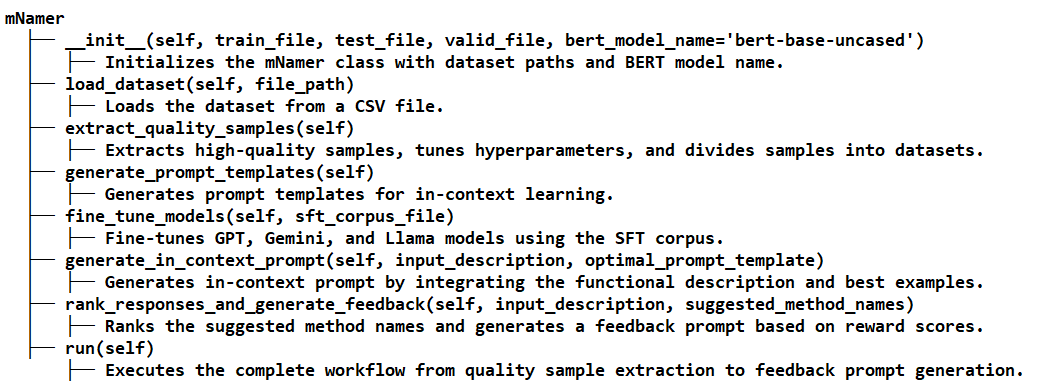 mNamer
__init__(self, train_file, test_file, valid_file, bert_model_name='bert-base-uncased')
Initializes the mNamer class with dataset paths and BERT model name.
load_dataset(self, file_path)
Loads the dataset from a CSV file.
extract_quality_samples(self)
Extracts high-quality samples, tunes hyperparameters, and divides samples into datasets.
generate_prompt_templates(self)
Generates prompt templates for in-context learning.
fine_tune_models(self, sft_corpus_file)
Fine-tunes GPT, Gemini, and Llama models using the SFT corpus.
generate_in_context_prompt(self, input_description, optimal_prompt_template)
Generates in-context prompt by integrating the functional description and best examples.
rank_responses_and_generate_feedback(self, input_description, suggested_method_names)
Ranks the suggested method names and generates a feedback prompt based on reward scores.
run(self)
Executes the complete workflow from quality sample extraction to feedback prompt generation.